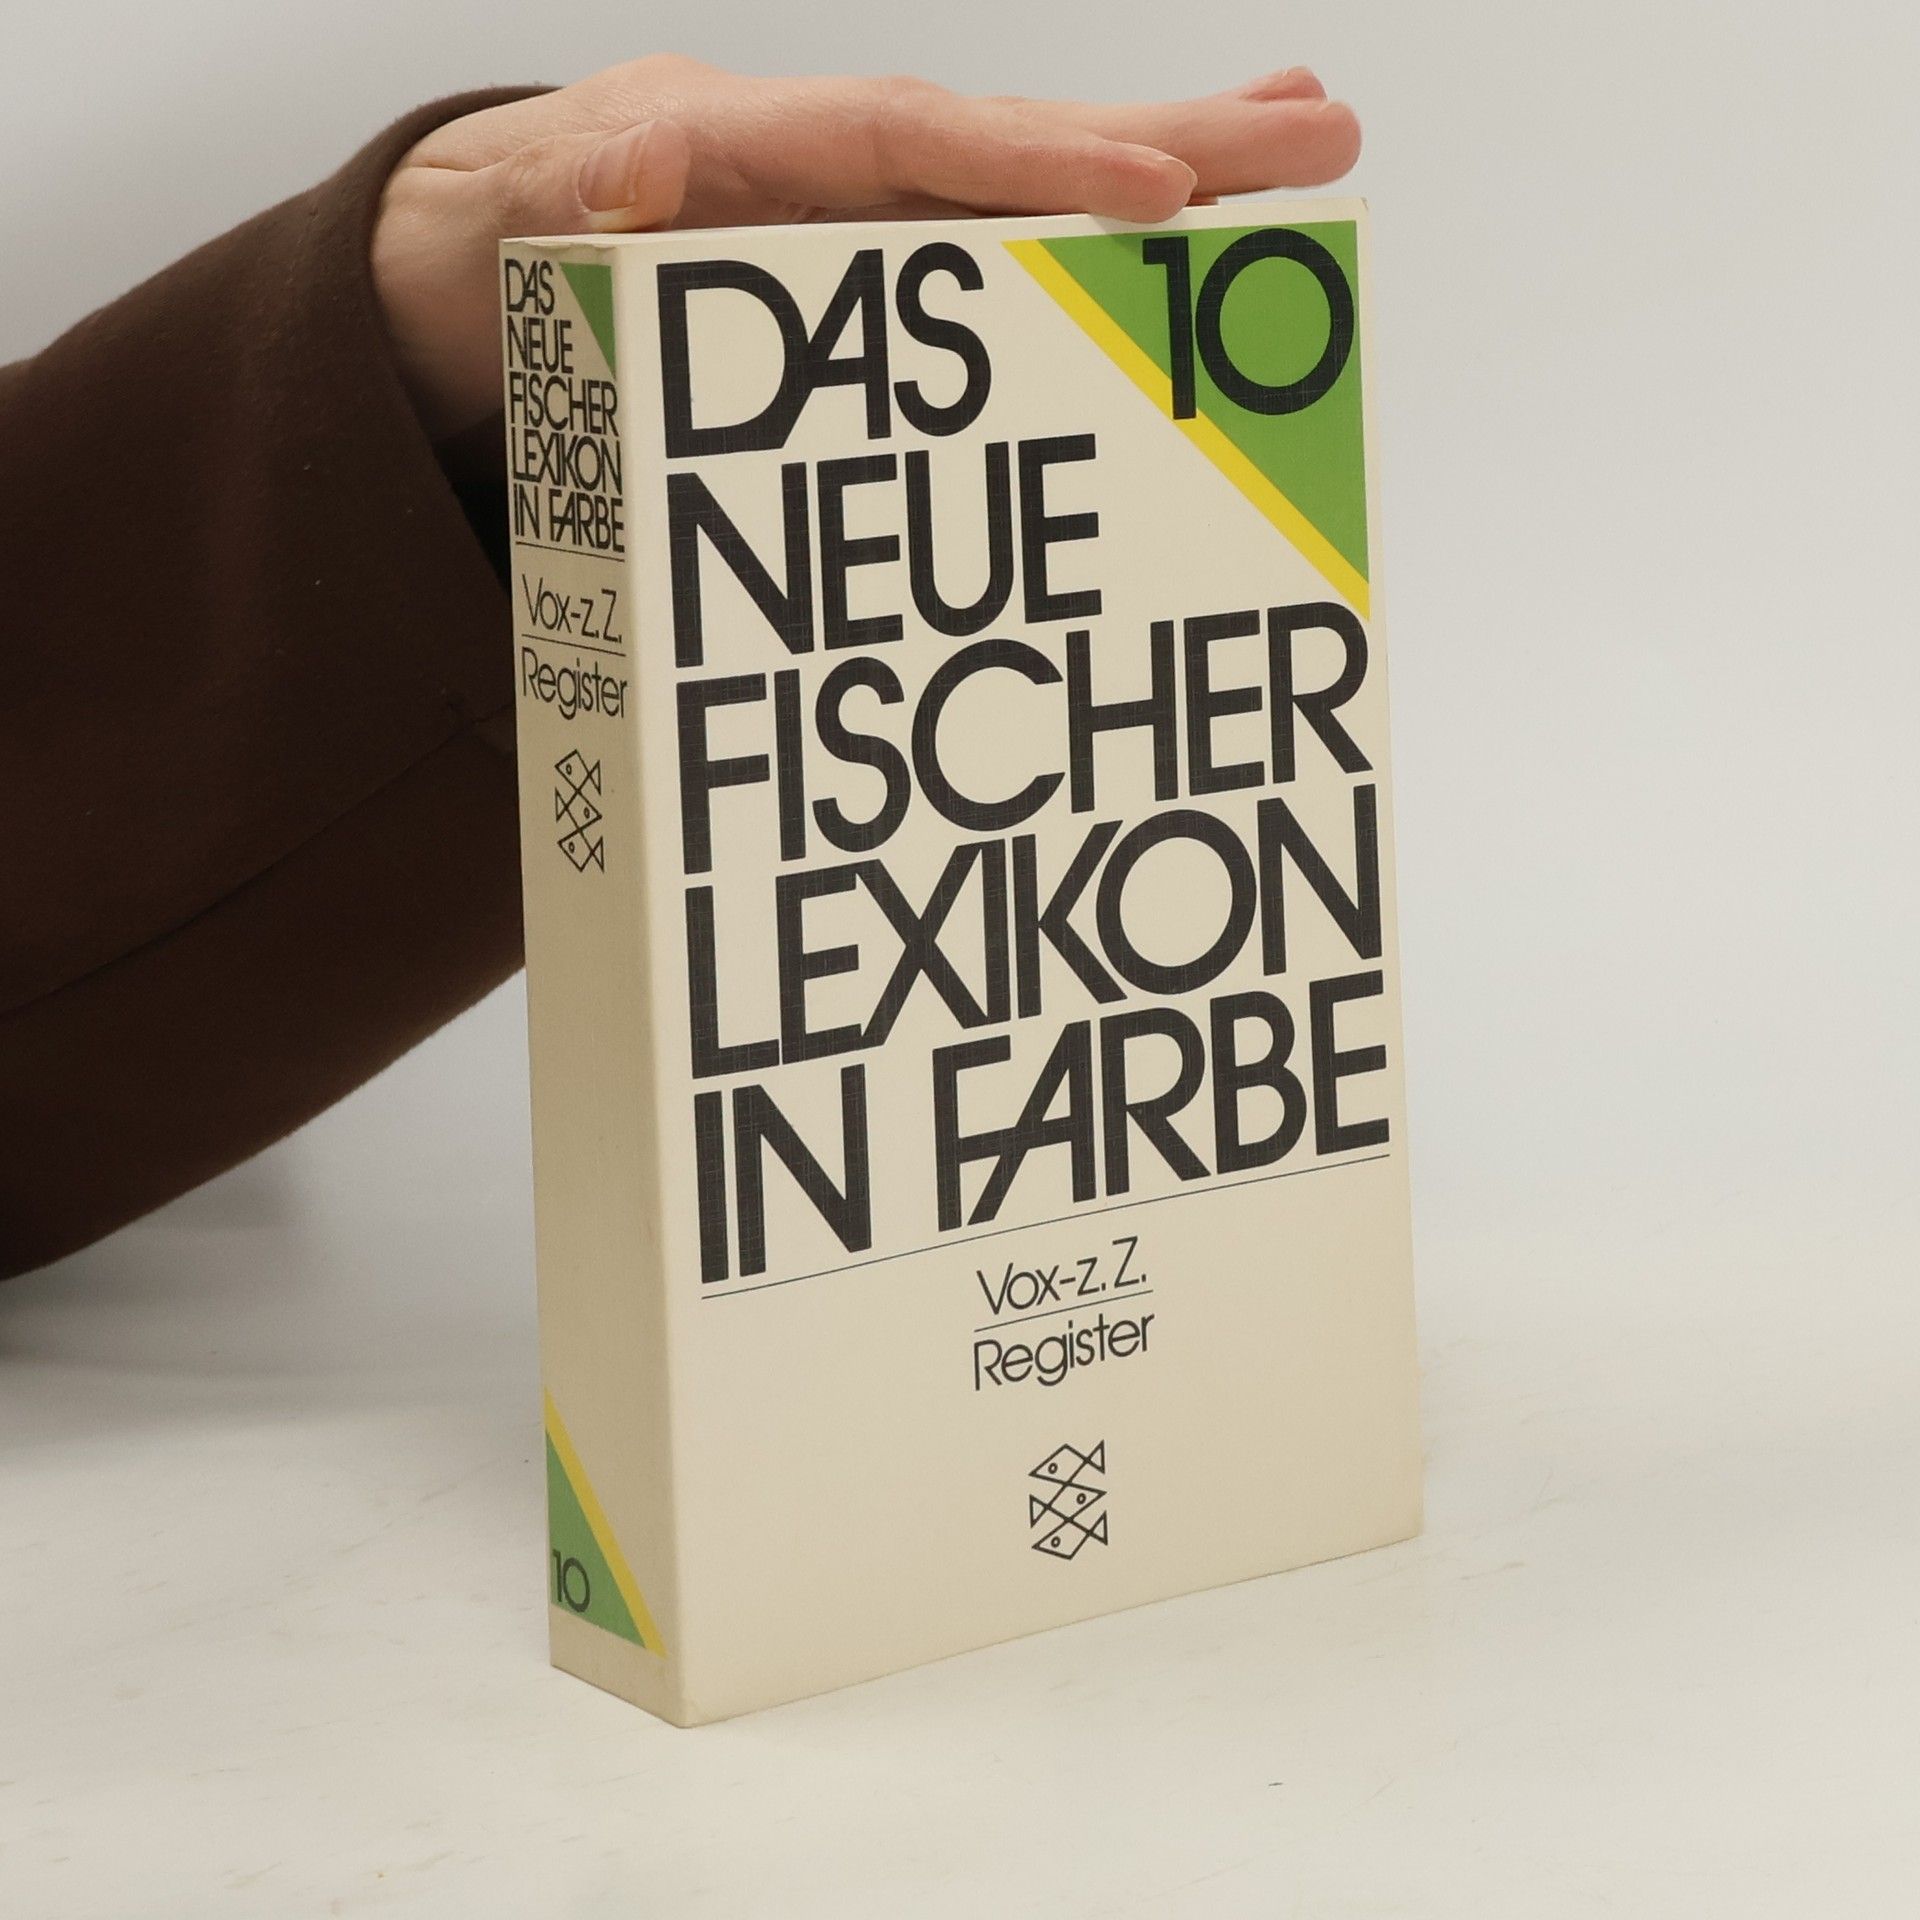 DAS
NEUE
FISCHER
LEXIKON
IN FARBE
Vox-z.Z.
Register
10
10
DAS
NEUE
FISCHER
LEXIKON
IN FARBE
Vox-z.Z.
Register